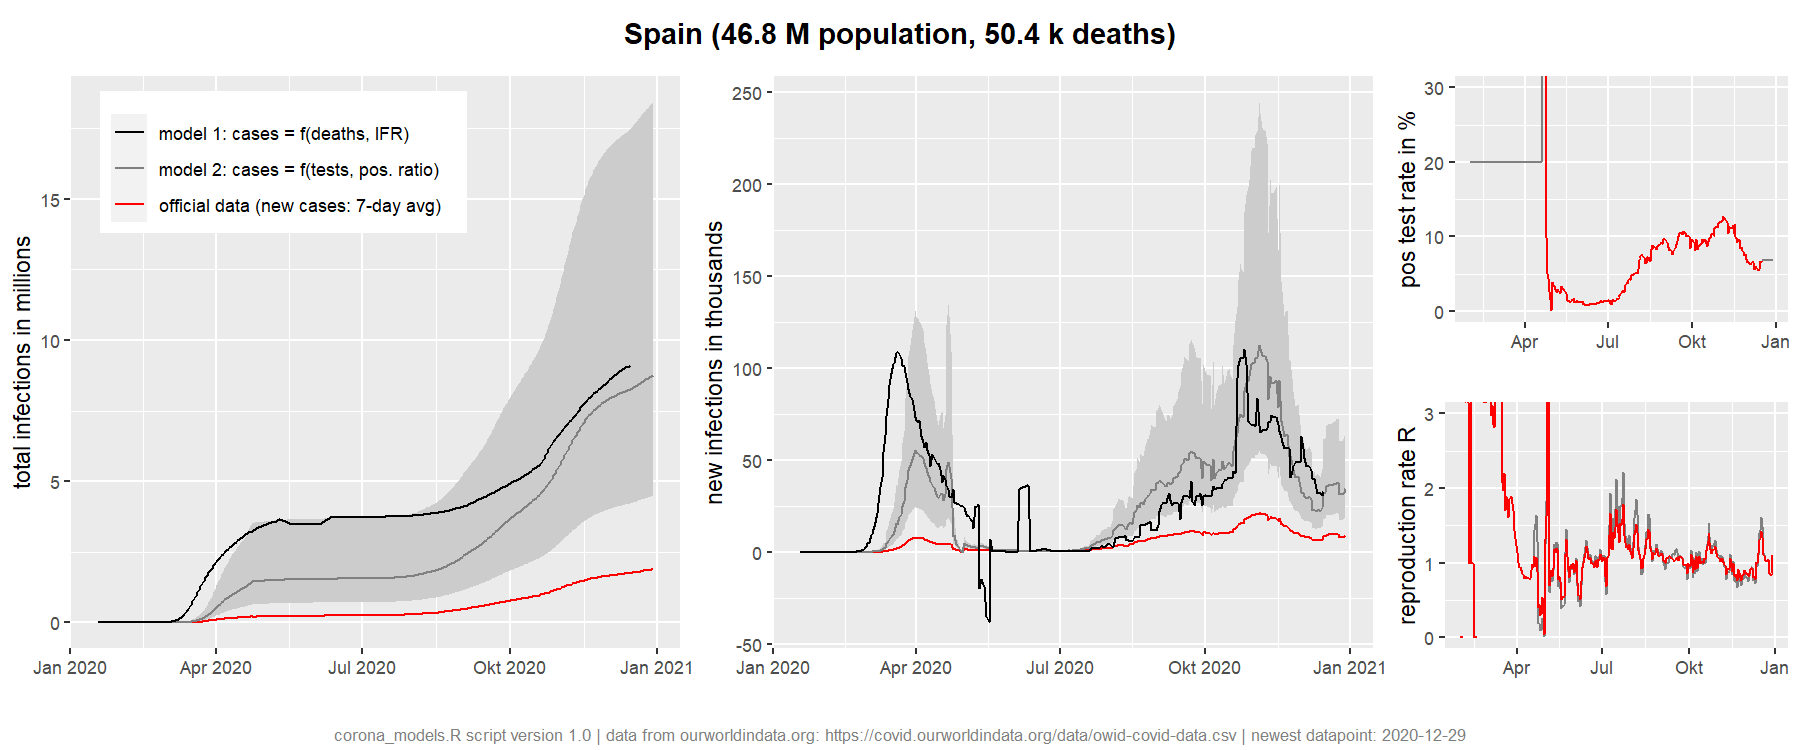 Spain (46.8 M population, 50.4 k deaths)
total infections in millions
15
10
5
0
Jan 2020
Apr 2020
Jul 2020
Okt 2020
Jan 2021
model 1: cases = f(deaths, IFR)
model 2: cases = f(tests, pos. ratio)
official data (new cases: 7-day avg)
new infections in thousands
250
200
150
100
50
0
-50
Jan 2020
Apr 2020
Jul 2020
Okt 2020
Jan 2021
pos test rate in %
30
20
10
0
Apr
Jul
Okt
Jan
reproduction rate R
3
2
1
0
Apr
Jul
Okt
Jan
corona_models.R script version 1.0 | data from ourworldindata.org: https://covid.ourworldindata.org/data/owid-covid-data.csv | newest datapoint: 2020-12-29